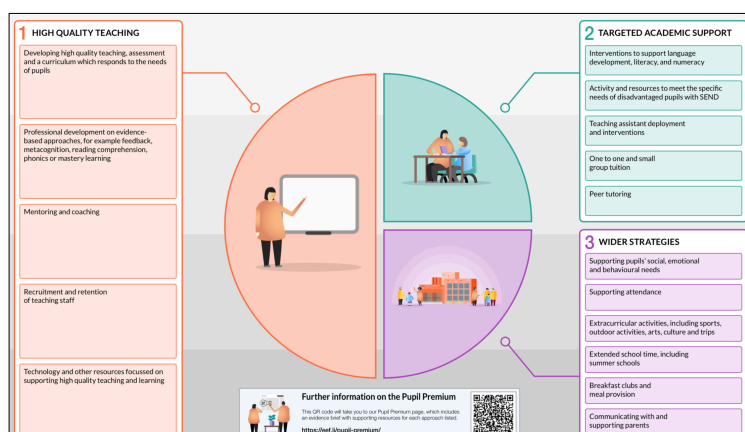 1 HIGH QUALITY TEACHING
Developing high quality teaching, assessment
and a curriculum which responds to the needs
of pupils
Professional development on evidence-
based approaches, for example feedback,
metacognition, reading comprehension,
phonics or mastery learning
Mentoring and coaching
Recruitment and retention
of teaching staff
Technology and other resources focussed on
supporting high quality teaching and learning
2 TARGETED ACADEMIC SUPPORT
Interventions to support language
development, literacy, and numeracy
Activity and resources to meet the specific
needs of disadvantaged pupils with SEND
Teaching assistant deployment
and interventions
One to one and small
group tuition
Peer tutoring
3 WIDER STRATEGIES
Supporting pupils' social, emotional
and behavioural needs
Supporting attendance
Extracurricular activities, including sports,
outdoor activities, arts, culture and trips
Extended school time, including
summer schools
Breakfast clubs and
meal provision
Communicating with and
supporting parents
Further information on the Pupil Premium
This QR code will take you to our Pupil Premium page, which includes
an evidence brief with supporting resources for each approach listed.
https://eef.li/pupil-premium/